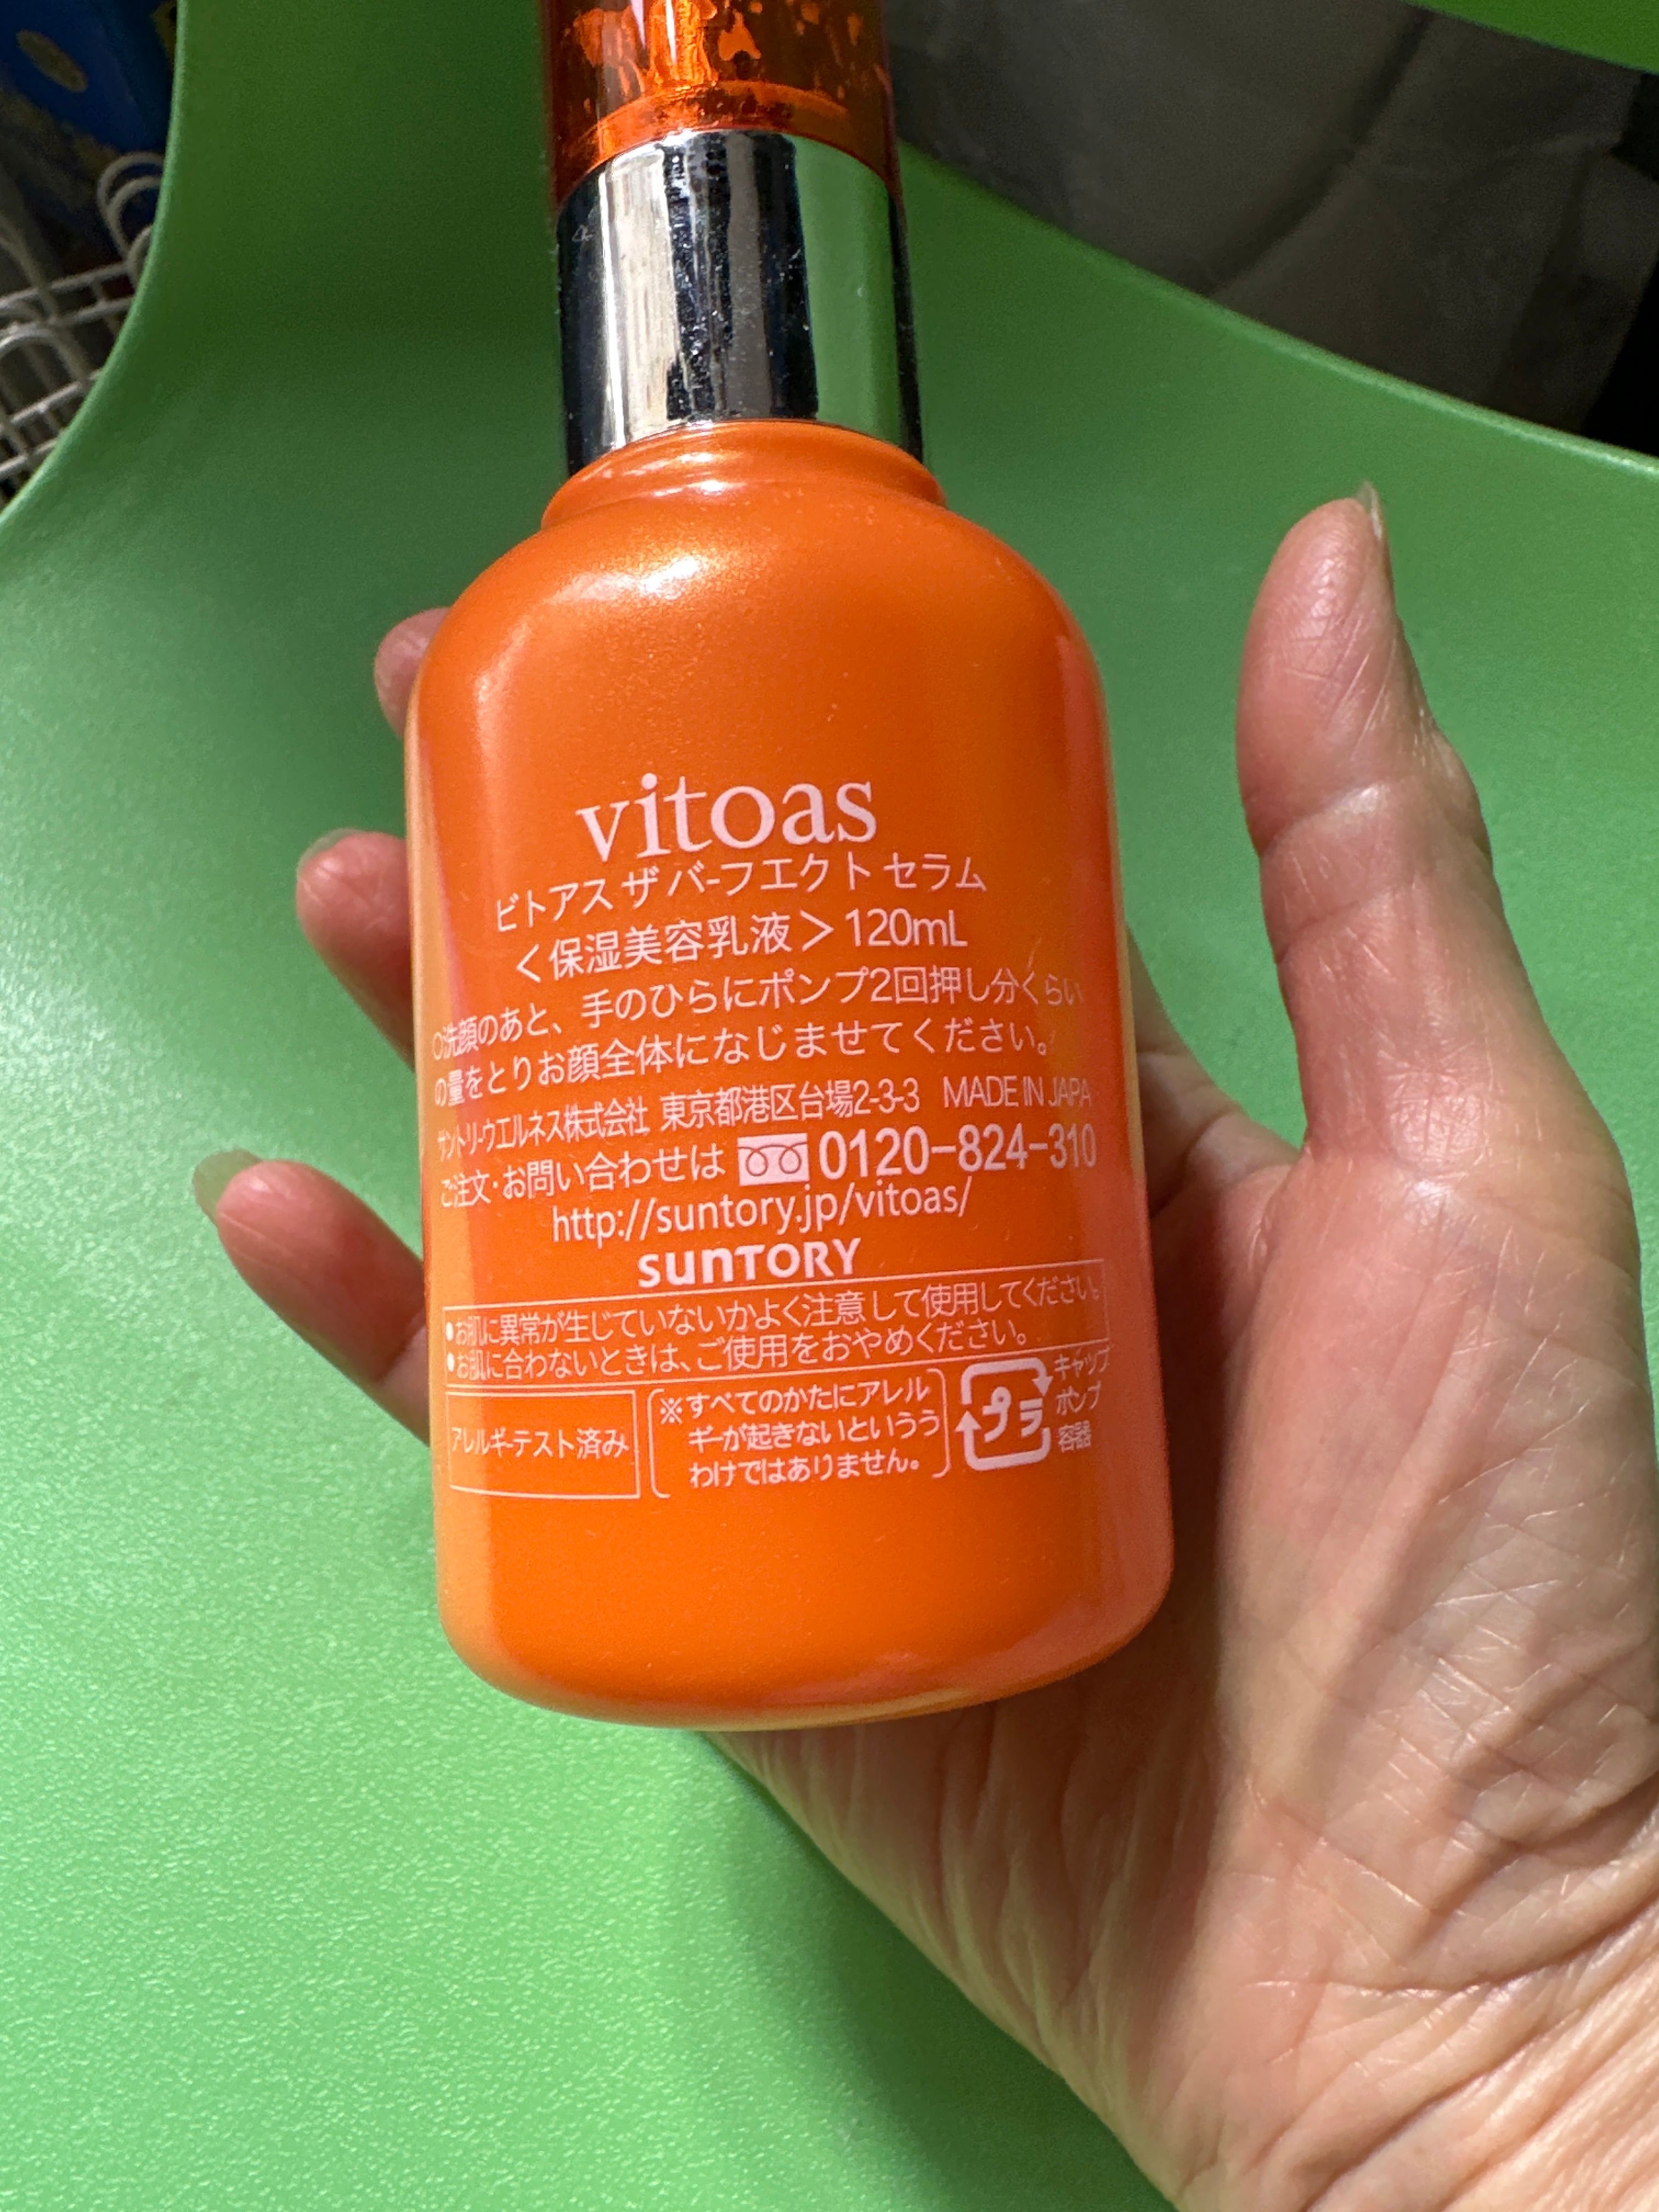 vitoas
ビトアス ザ パーフェクト セラム
＜保湿美容乳液＞120mL
○洗顔のあと、手のひらにポンプ2回押し分くらい
の量をとりお顔全体になじませてください。
サントリーウエルネス株式会社 東京都港区台場2-3-3 MADE IN JAPA
ご注文・お問い合わせは 0120-824-310
http://suntory.jp/vitoas/
SUNTORY
●お肌に異常が生じていないかよく注意して使用してください。
●お肌に合わないときは、ご使用をおやめください。
アレルギーテスト済み
※すべてのかたにアレル
ギーが起きないというう
わけではありません。
プラ
キャップ
ポンプ
容器